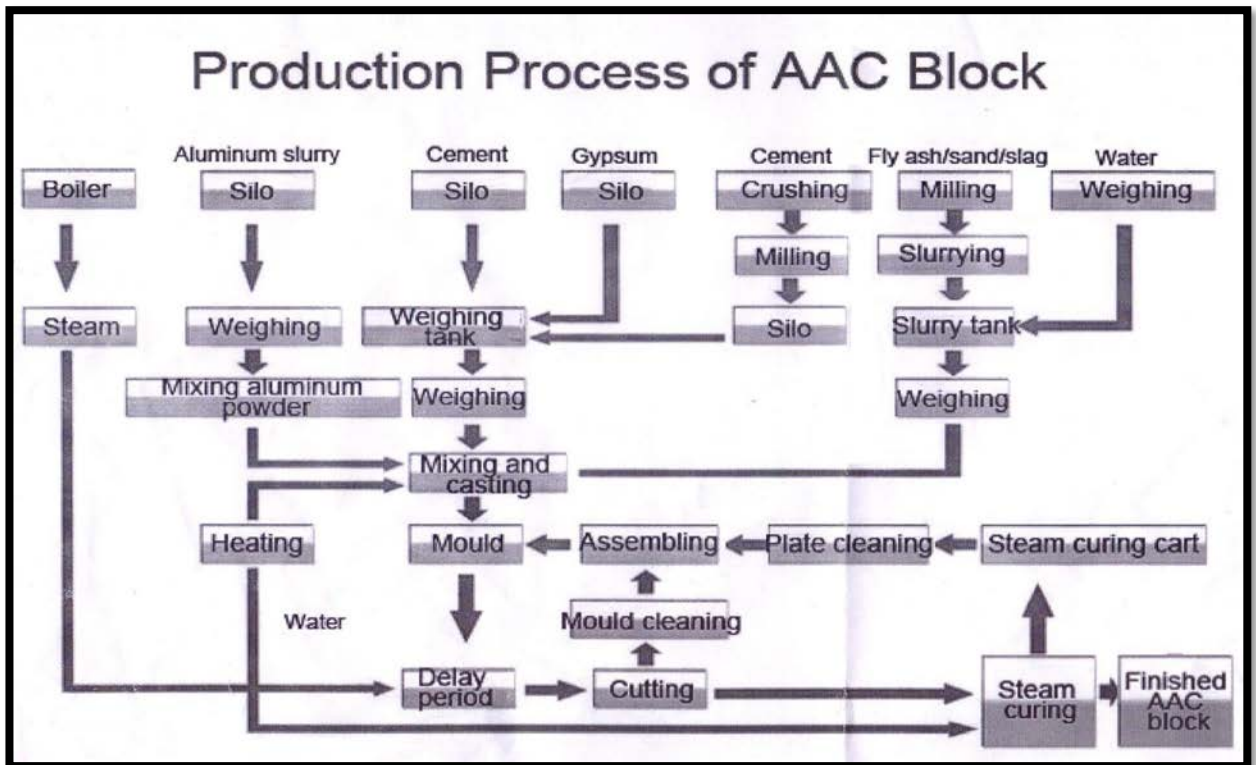 Production Process of AAC Block
Aluminum slurry
Cement
Gypsum
Cement
Fly ash/sand/slag
Water
Boiler
Silo
Silo
Silo
Crushing
Milling
Weighing
Milling
Slurrying
Steam
Weighing
Weighing
tank
Silo
Slurry tank
Mixing aluminum
powder
Weighing
Weighing
Mixing and
casting
Heating
Mould
Assembling
Plate cleaning
Steam curing cart
Water
Mould cleaning
Delay
period
Cutting
Steam
curing
Finished
AAC
block